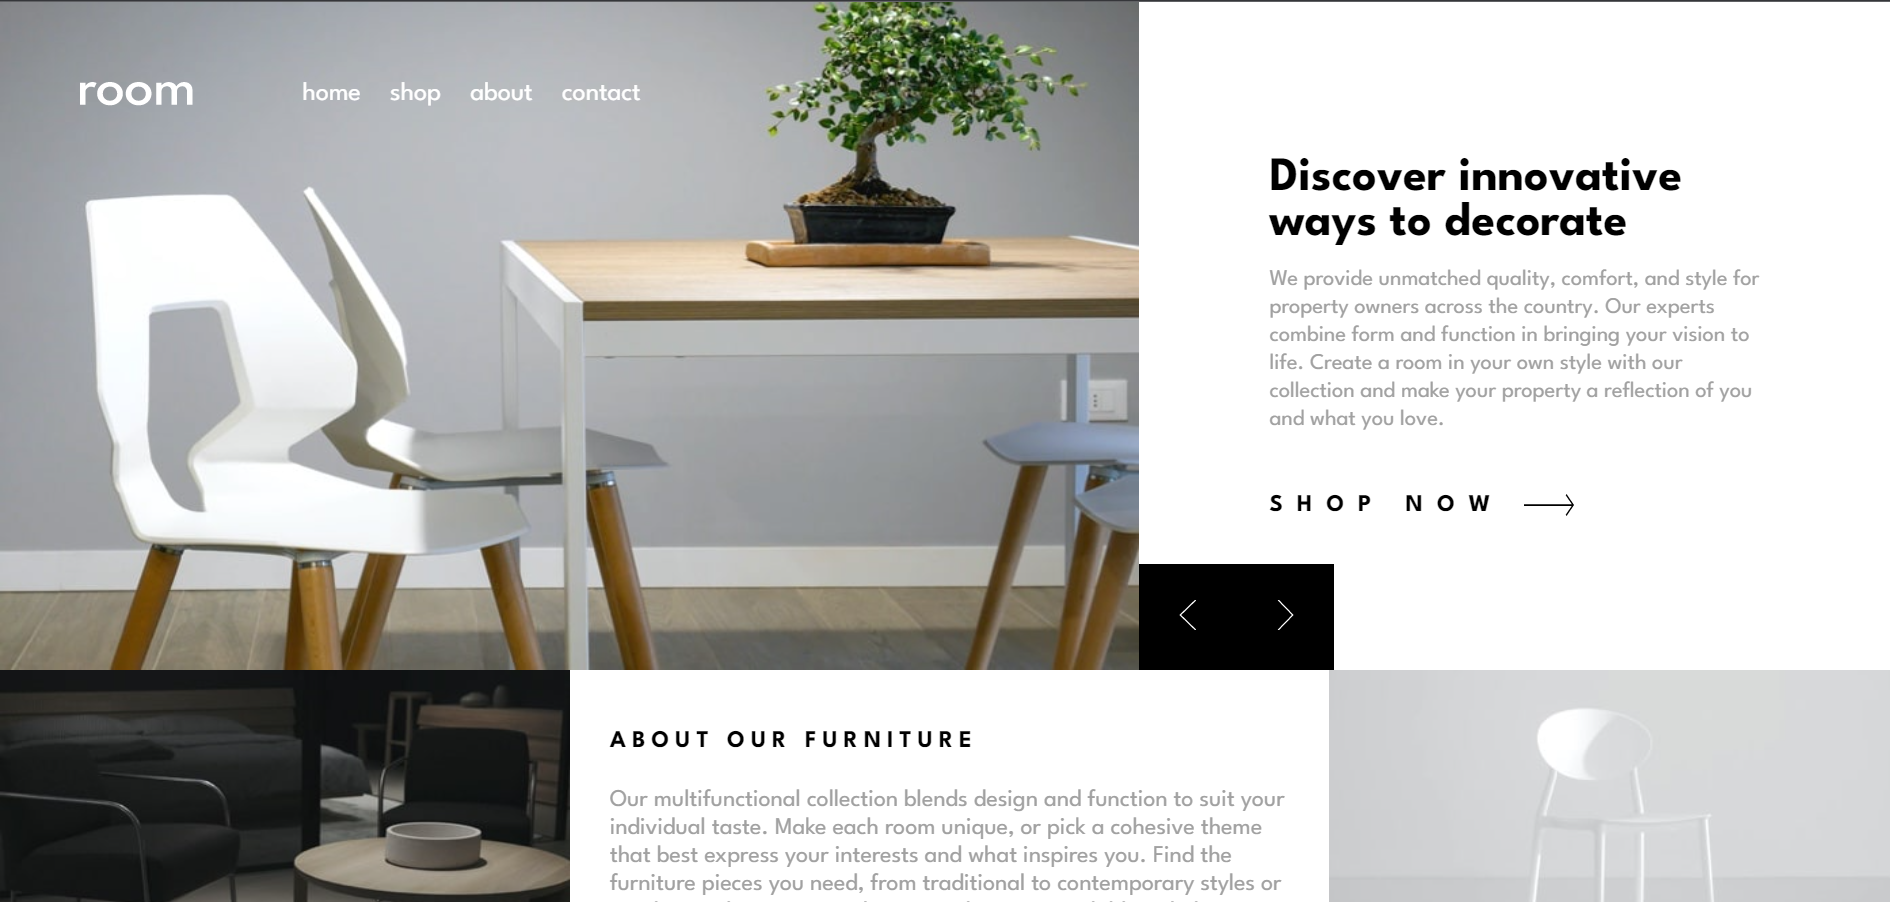 room
home shop about contact
Discover innovative
ways to decorate
We provide unmatched quality, comfort, and style for
property owners across the country. Our experts
combine form and function in bringing your vision to
life. Create a room in your own style with our
collection and make your property a reflection of you
and what you love.
SHOP NOW
ABOUT OUR FURNITURE
Our multifunctional collection blends design and function to suit your
individual taste. Make each room unique, or pick a cohesive theme
that best express your interests and what inspires you. Find the
furniture pieces you need, from traditional to contemporary styles or